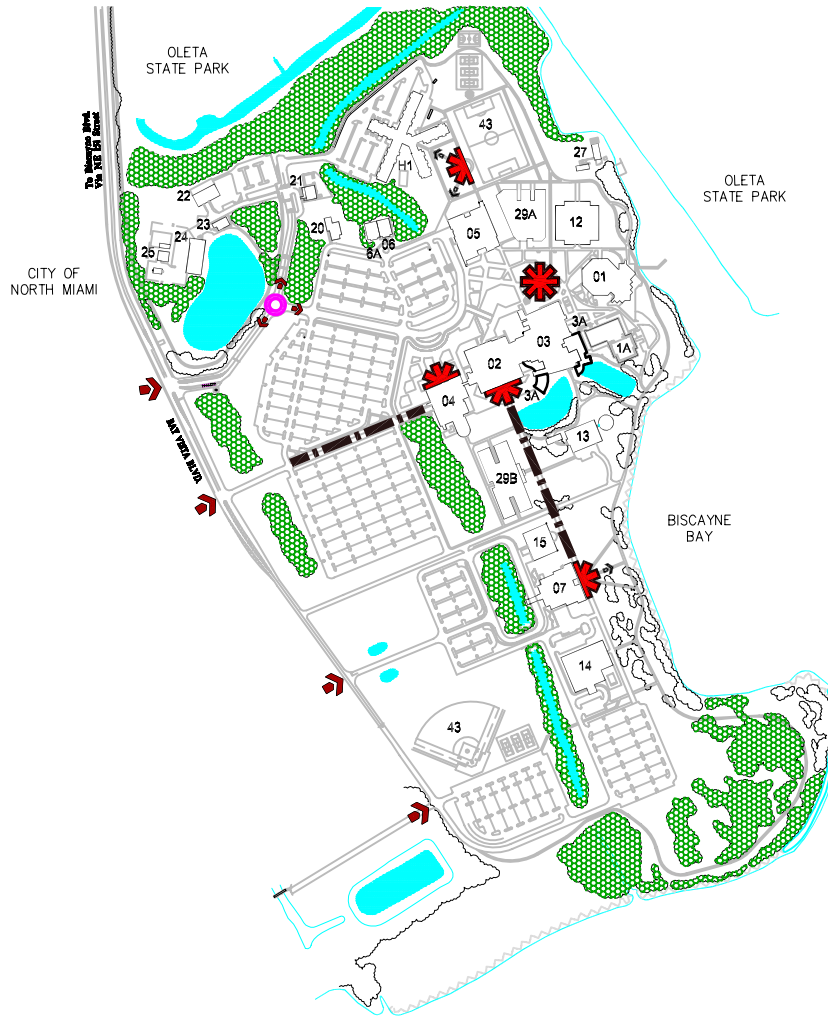 OLETA
STATE PARK
To Biscayne Blvd.
Via NE 151 Street
43
H1
27
22
21
23
24
25
20
06
6A
05
29A
12
OLETA
STATE PARK
CITY OF
NORTH MIAMI
01
3A
03
1A
02
3A
04
BAY VISTA BLVD.
13
29B
15
07
BISCAYNE
BAY
14
43